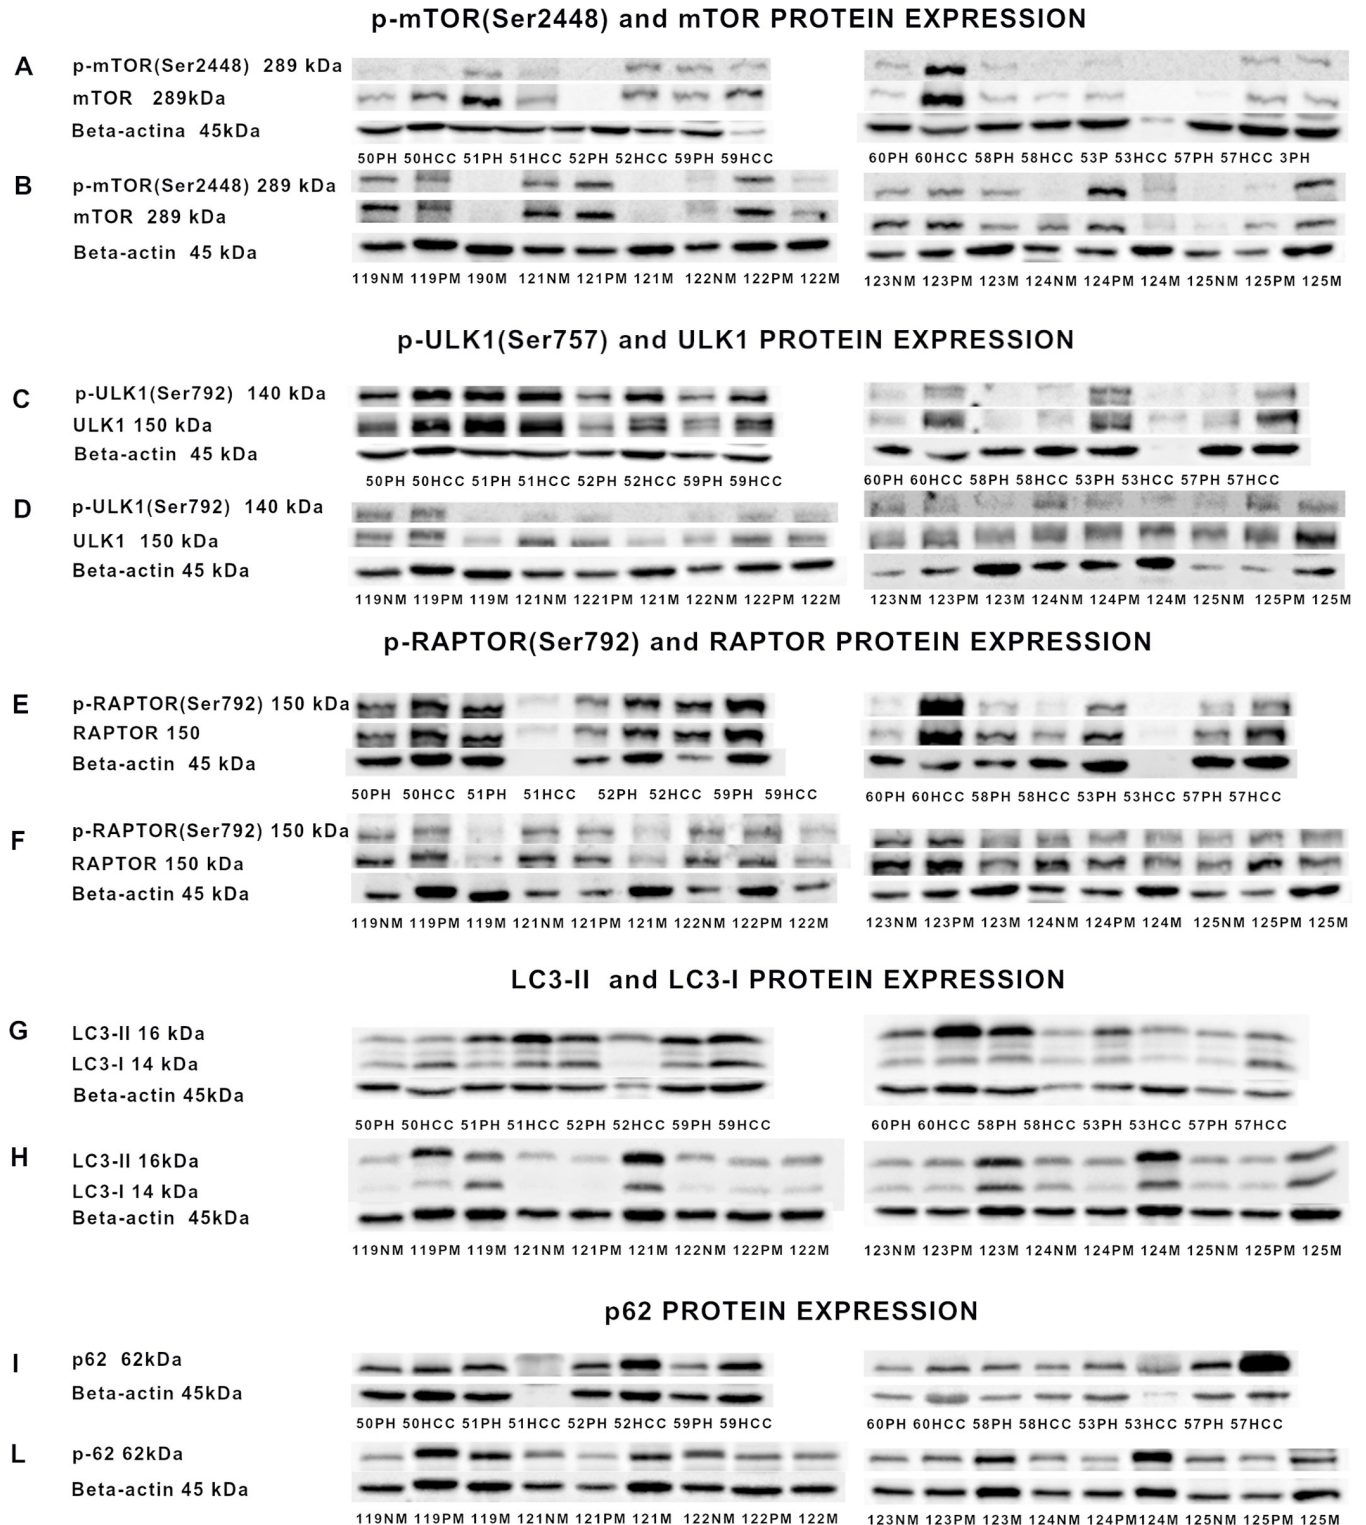 p-mTOR(Ser2448) and mTOR PROTEIN EXPRESSION
A
p-mTOR(Ser2448) 289 kDa
mTOR 289kDa
Beta-actina 45kDa
50PH 50HCC 51PH 51HCC 52PH 52HCC 59PH 59HCC
60PH 60HCC 58PH 58HCC 53P 53HCC 57PH 57HCC 3PH
B
p-mTOR(Ser2448) 289 kDa
mTOR 289 kDa
Beta-actin 45 kDa
119NM 119PM 190M 121NM 121PM 121M 122NM 122PM 122M
123NM 123PM 123M 124NM 124PM 124M 125NM 125PM 125M
p-ULK1(Ser757) and ULK1 PROTEIN EXPRESSION
C
p-ULK1(Ser792) 140 kDa
ULK1 150 kDa
Beta-actin 45 kDa
50PH 50HCC 51PH 51HCC 52PH 52HCC 59PH 59HCC
60PH 60HCC 58PH 58HCC 53PH 53HCC 57PH 57HCC
D
p-ULK1(Ser792) 140 kDa
ULK1 150 kDa
Beta-actin 45 kDa
119NM 119PM 119M 121NM 1221PM 121M 122NM 122PM 122M
123NM 123PM 123M 124NM 124PM 124M 125NM 125PM 125M
p-RAPTOR(Ser792) and RAPTOR PROTEIN EXPRESSION
E
p-RAPTOR(Ser792) 150 kDa
RAPTOR 150
Beta-actin 45 kDa
50PH 50HCC 51PH 51HCC 52PH 52HCC 59PH 59HCC
60PH 60HCC 58PH 58HCC 53PH 53HCC 57PH 57HCC
F
p-RAPTOR(Ser792) 150 kDa
RAPTOR 150 kDa
Beta-actin 45 kDa
119NM 119PM 119M 121NM 121PM 121M 122NM 122PM 122M
123NM 123PM 123M 124NM 124PM 124M 125NM 125PM 125M
LC3-II and LC3-I PROTEIN EXPRESSION
G
LC3-II 16 kDa
LC3-I 14 kDa
Beta-actin 45kDa
50PH 50HCC 51PH 51HCC 52PH 52HCC 59PH 59HCC
60PH 60HCC 58PH 58HCC 53PH 53HCC 57PH 57HCC
H
LC3-II 16kDa
LC3-I 14 kDa
Beta-actin 45kDa
119NM 119PM 119M 121NM 121PM 121M 122NM 122PM 122M
123NM 123PM 123M 124NM 124PM 124M 125NM 125PM 125M
p62 PROTEIN EXPRESSION
I
p62 62kDa
Beta-actin 45kDa
50PH 50HCC 51PH 51HCC 52PH 52HCC 59PH 59HCC
60PH 60HCC 58PH 58HCC 53PH 53HCC 57PH 57HCC
L
p-62 62kDa
Beta-actin 45 kDa
119NM 119PM 119M 121NM 121PM 121M 122NM 122PM 122M
123NM 123PM 123M 124NM 124PM 124M 125NM 125PM 125M